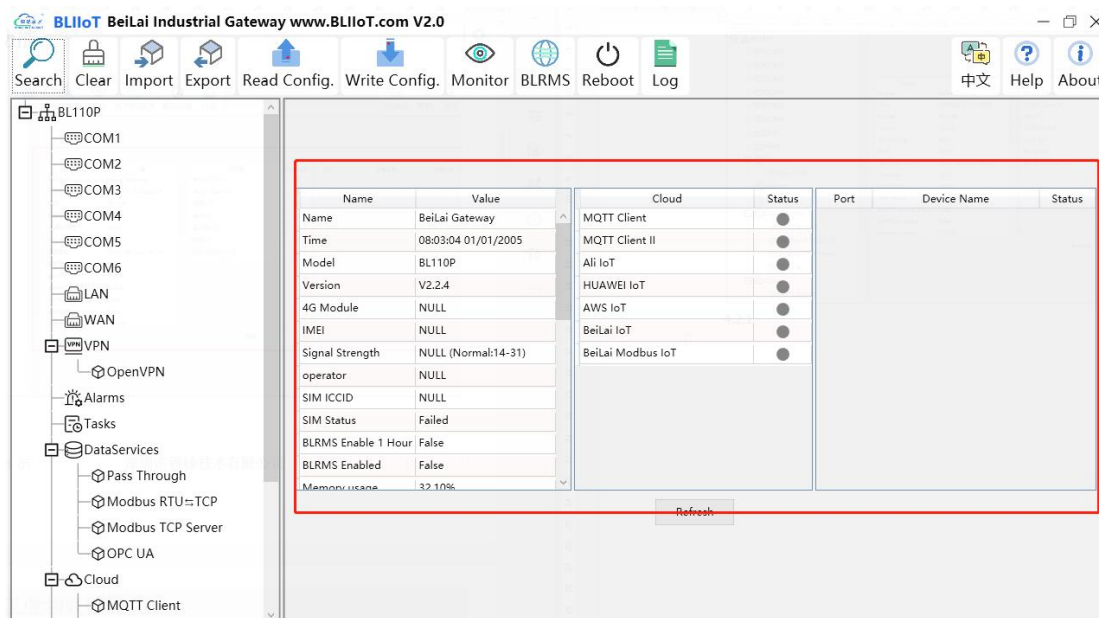 BLIIoT BeiLai Industrial Gateway www.BLIIoT.com V2.0
Search Clear Import Export Read Config. Write Config. Monitor BLRMS Reboot Log 中文 Help About
BL110P
COM1
COM2
COM3
COM4
COM5
COM6
LAN
WAN
VPN VPN
OpenVPN
Alarms
Tasks
DataServices
Pass Through
Modbus RTU⇆TCP
Modbus TCP Server
OPC UA
Cloud
MQTT Client
Name Value
Name BeiLai Gateway
Time 08:03:04 01/01/2005
Model BL110P
Version V2.2.4
4G Module NULL
IMEI NULL
Signal Strength NULL (Normal:14-31)
operator NULL
SIM ICCID NULL
SIM Status Failed
BLRMS Enable 1 Hour False
BLRMS Enabled False
Memory usage 32.10%
Cloud Status
MQTT Client
MQTT Client II
Ali IoT
HUAWEI IoT
AWS IoT
BeiLai IoT
BeiLai Modbus IoT
Port Device Name Status
Refresh